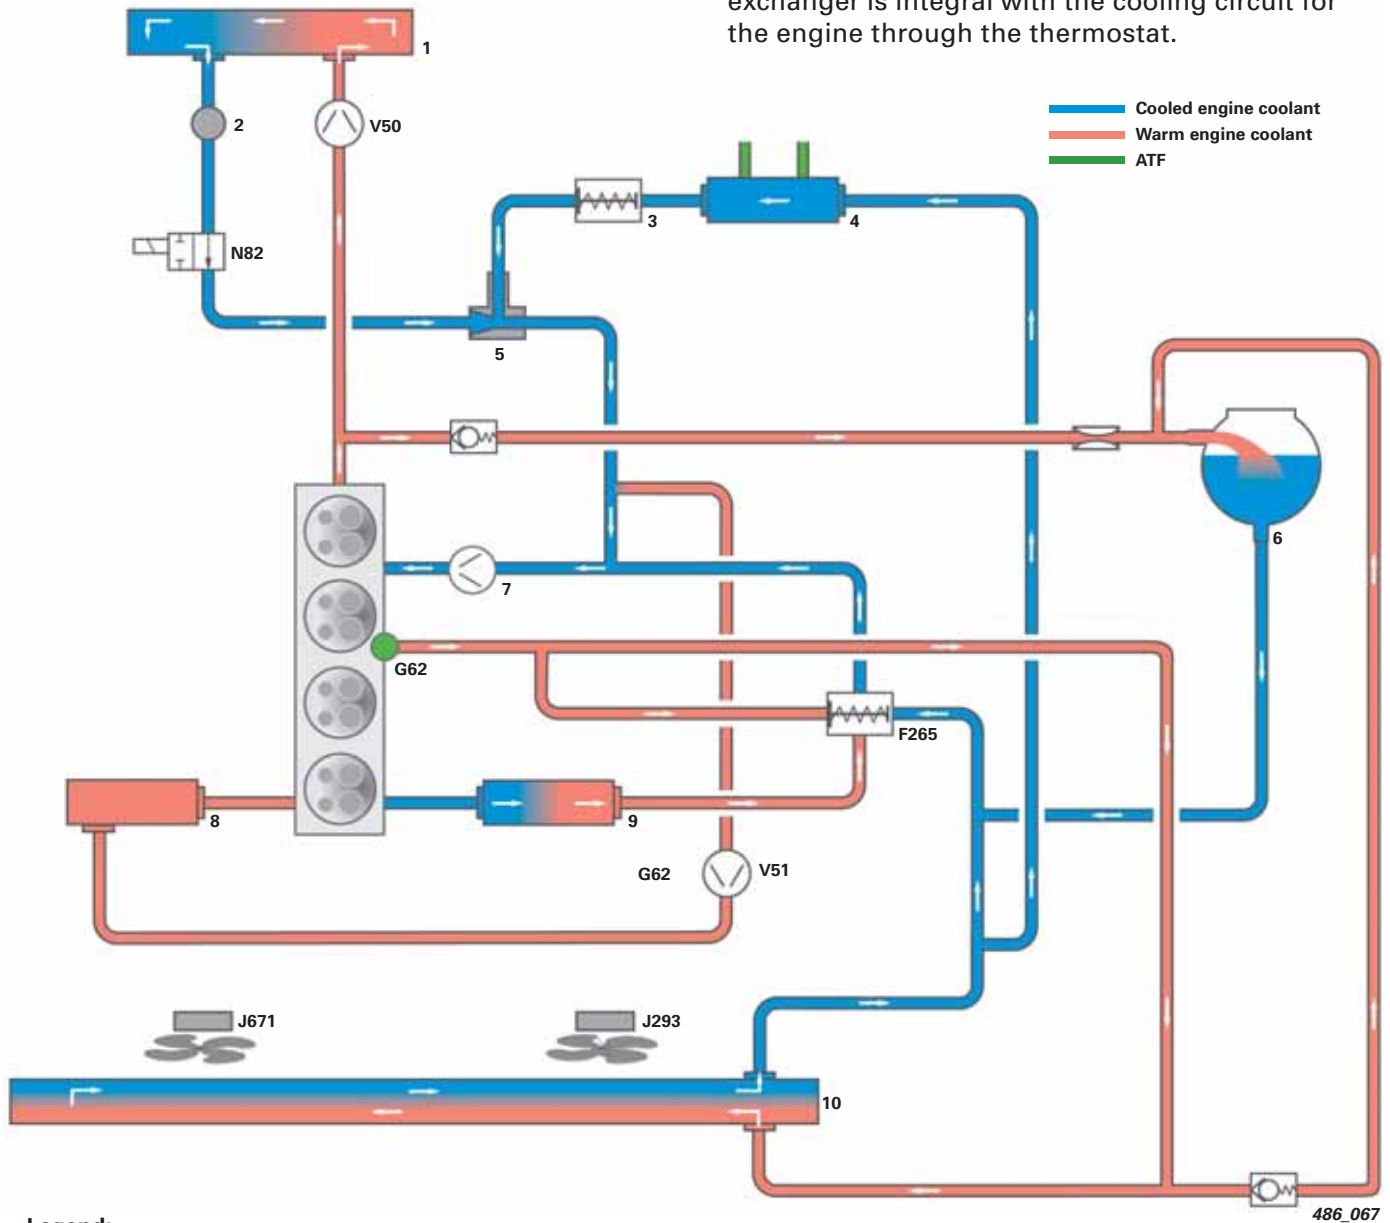 exchanger is integral with the cooling circuit for
the engine through the thermostat.
1
Cooled engine coolant
Warm engine coolant
ATF
2
V50
3
4
N82
5
6
7
G62
F265
8
9
G62
V51
J671
J293
10
486_067
Legend: